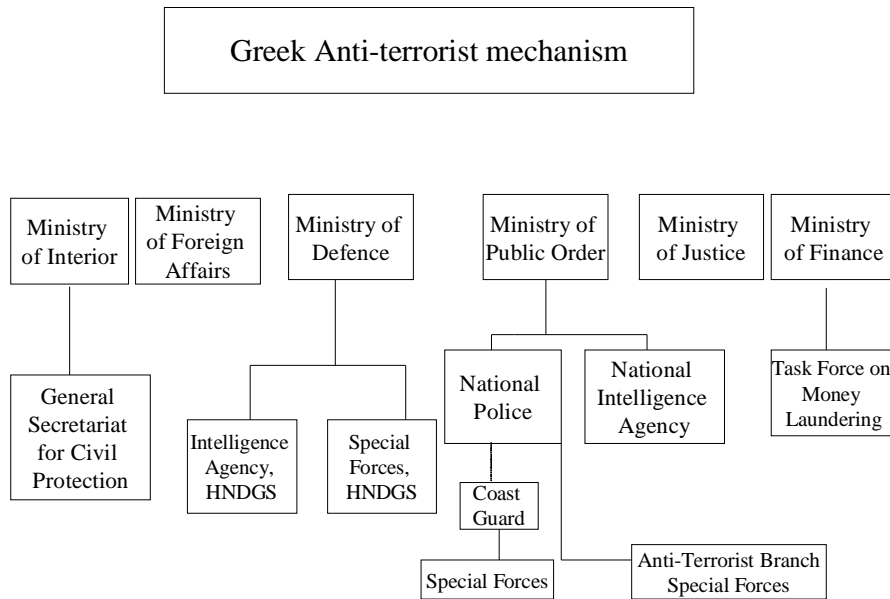 Greek Anti-terrorist mechanism
Ministry
of Interior
Ministry
of Foreign
Affairs
Ministry of
Defence
Ministry of
Public Order
Ministry
of Justice
Ministry
of Finance
General
Secretariat
for Civil
Protection
Intelligence
Agency,
HNDGS
Special
Forces,
HNDGS
National
Police
National
Intelligence
Agency
Task Force on
Money
Laundering
Coast
Guard
Special Forces
Anti-Terrorist Branch
Special Forces